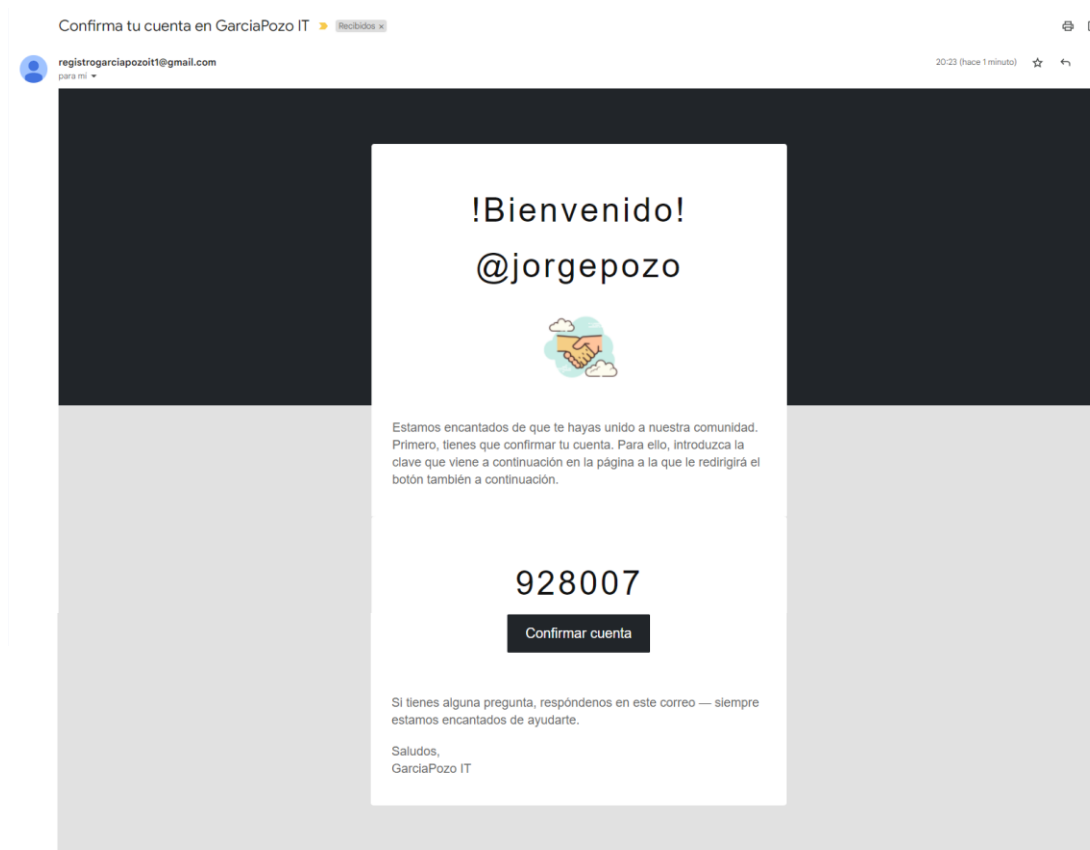 Confirma tu cuenta en GarciaPozo IT Recibidos x
registrogarciapozoit1@gmail.com 20:23 (hace 1 minuto)
para mi
!Bienvenido!
@jorgepozo
Estamos encantados de que te hayas unido a nuestra comunidad.
Primero, tienes que confirmar tu cuenta. Para ello, introduzca la
clave que viene a continuación en la página a la que le redirigirá el
botón también a continuación.
928007
Confirmar cuenta
Si tienes alguna pregunta, respóndenos en este correo — siempre
estamos encantados de ayudarte.
Saludos,
GarciaPozo IT